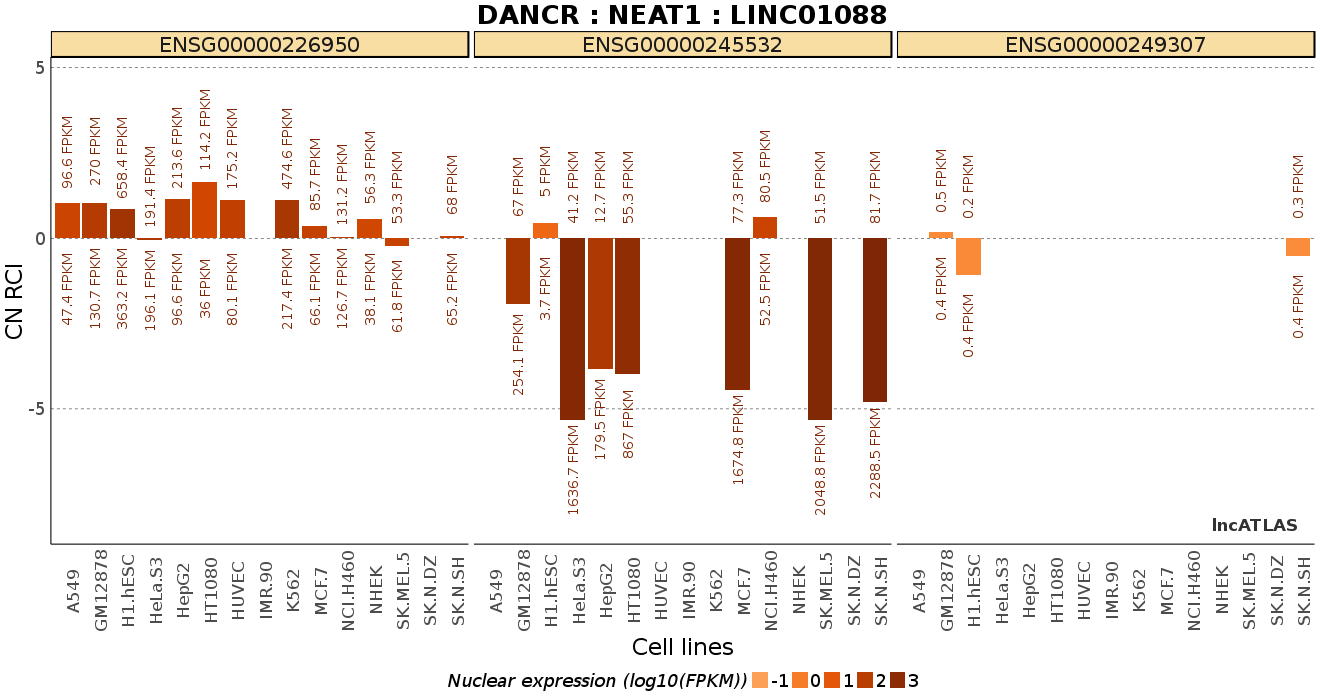 DANCR : NEAT1 : LINC01088
ENSG00000226950
ENSG00000245532
ENSG00000249307
CN RCI
5
0
-5
96.6 FPKM
270 FPKM
658.4 FPKM
191.4 FPKM
213.6 FPKM
114.2 FPKM
175.2 FPKM
474.6 FPKM
85.7 FPKM
131.2 FPKM
56.3 FPKM
53.3 FPKM
68 FPKM
47.4 FPKM
130.7 FPKM
363.2 FPKM
196.1 FPKM
96.6 FPKM
36 FPKM
80.1 FPKM
217.4 FPKM
66.1 FPKM
126.7 FPKM
38.1 FPKM
61.8 FPKM
65.2 FPKM
67 FPKM
5 FPKM
41.2 FPKM
12.7 FPKM
55.3 FPKM
77.3 FPKM
80.5 FPKM
51.5 FPKM
81.7 FPKM
254.1 FPKM
3.7 FPKM
1636.7 FPKM
179.5 FPKM
867 FPKM
1674.8 FPKM
52.5 FPKM
2048.8 FPKM
2288.5 FPKM
0.5 FPKM
0.2 FPKM
0.3 FPKM
0.4 FPKM
0.4 FPKM
0.4 FPKM
lncATLAS
A549
GM12878
H1.hESC
HeLa.S3
HepG2
HT1080
HUVEC
IMR.90
K562
MCF.7
NCI.H460
NHEK
SK.MEL.5
SK.N.DZ
SK.N.SH
A549
GM12878
H1.hESC
HeLa.S3
HepG2
HT1080
HUVEC
IMR.90
K562
MCF.7
NCI.H460
NHEK
SK.MEL.5
SK.N.DZ
SK.N.SH
A549
GM12878
H1.hESC
HeLa.S3
HepG2
HT1080
HUVEC
IMR.90
K562
MCF.7
NCI.H460
NHEK
SK.MEL.5
SK.N.DZ
SK.N.SH
Cell lines
Nuclear expression (log10(FPKM)) -1 0 1 2 3